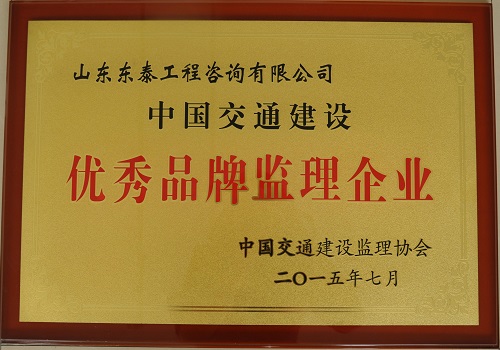 山东东泰工程咨询有限公司
中国交通建设
优秀品牌监理企业
中国交通建设监理协会
二〇一五年七月